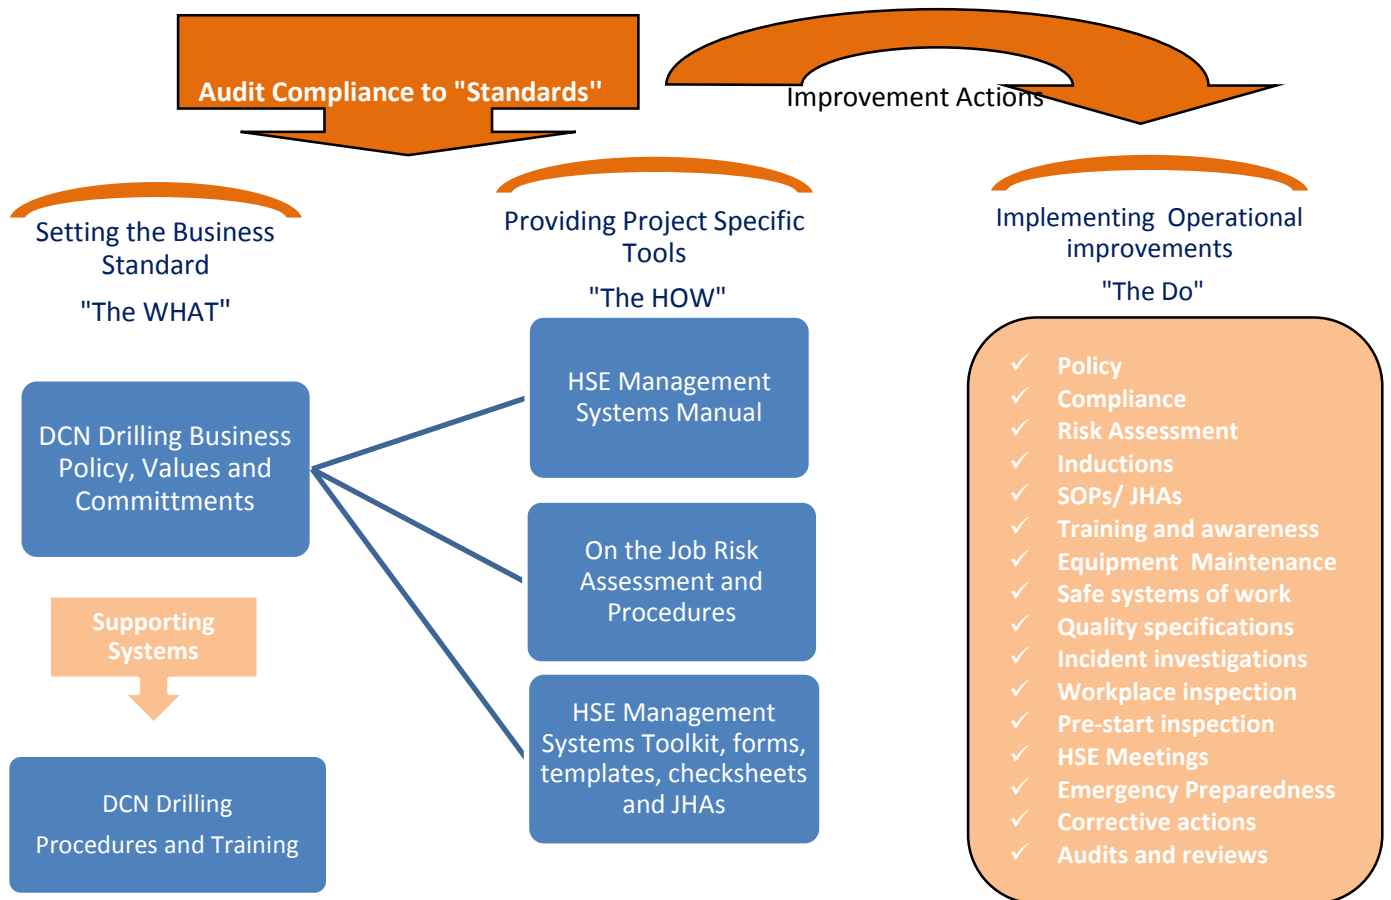 Audit Compliance to "Standards"
Improvement Actions
Setting the Business
Standard
"The WHAT"
DCN Drilling Business
Policy, Values and
Committments
Supporting
Systems
DCN Drilling
Procedures and Training
Providing Project Specific
Tools
"The HOW"
HSE Management
Systems Manual
On the Job Risk
Assessment and
Procedures
HSE Management
Systems Toolkit, forms,
templates, checksheets
and JHAs
Implementing Operational
improvements
"The Do"
✓ Policy
✓ Compliance
✓ Risk Assessment
✓ Inductions
✓ SOPs/ JHAs
✓ Training and awareness
✓ Equipment Maintenance
✓ Safe systems of work
✓ Quality specifications
✓ Incident investigations
✓ Workplace inspection
✓ Pre-start inspection
✓ HSE Meetings
✓ Emergency Preparedness
✓ Corrective actions
✓ Audits and reviews